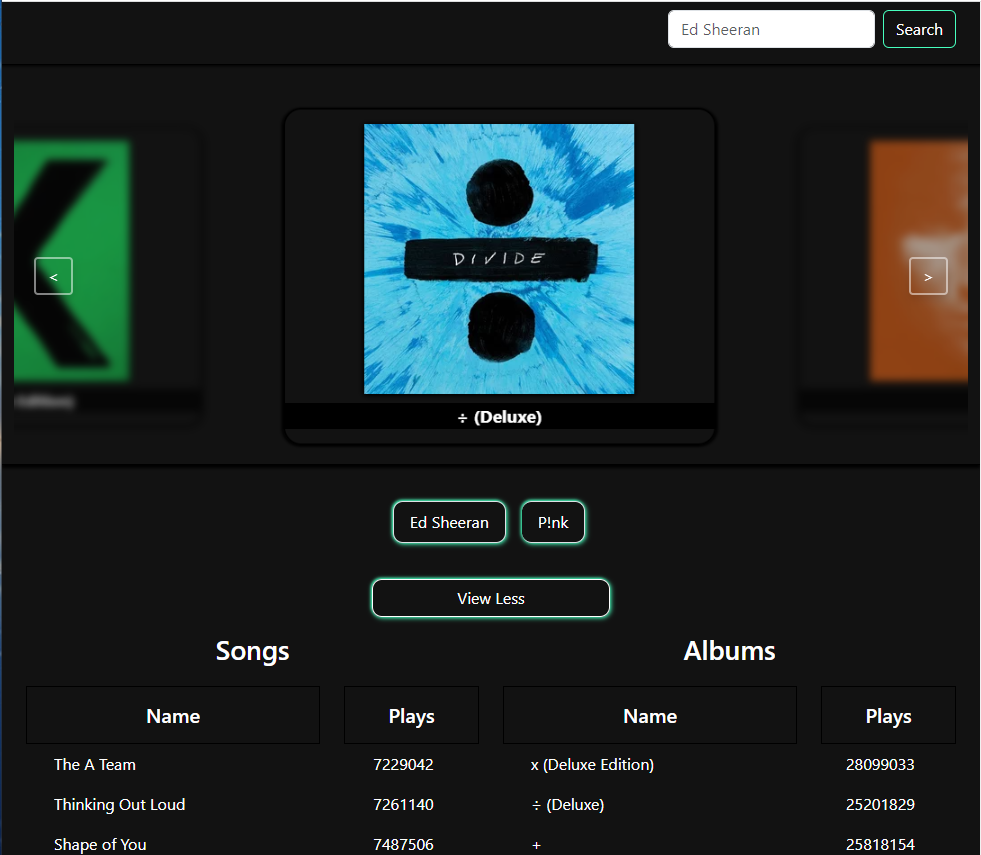 Ed Sheeran Search
DIVIDE
< >
÷ (Deluxe)
Ed Sheeran P!nk
View Less
Songs Albums
Name Plays Name Plays
The A Team 7229042 x (Deluxe Edition) 28099033
Thinking Out Loud 7261140 ÷ (Deluxe) 25201829
Shape of You 7487506 + 25818154